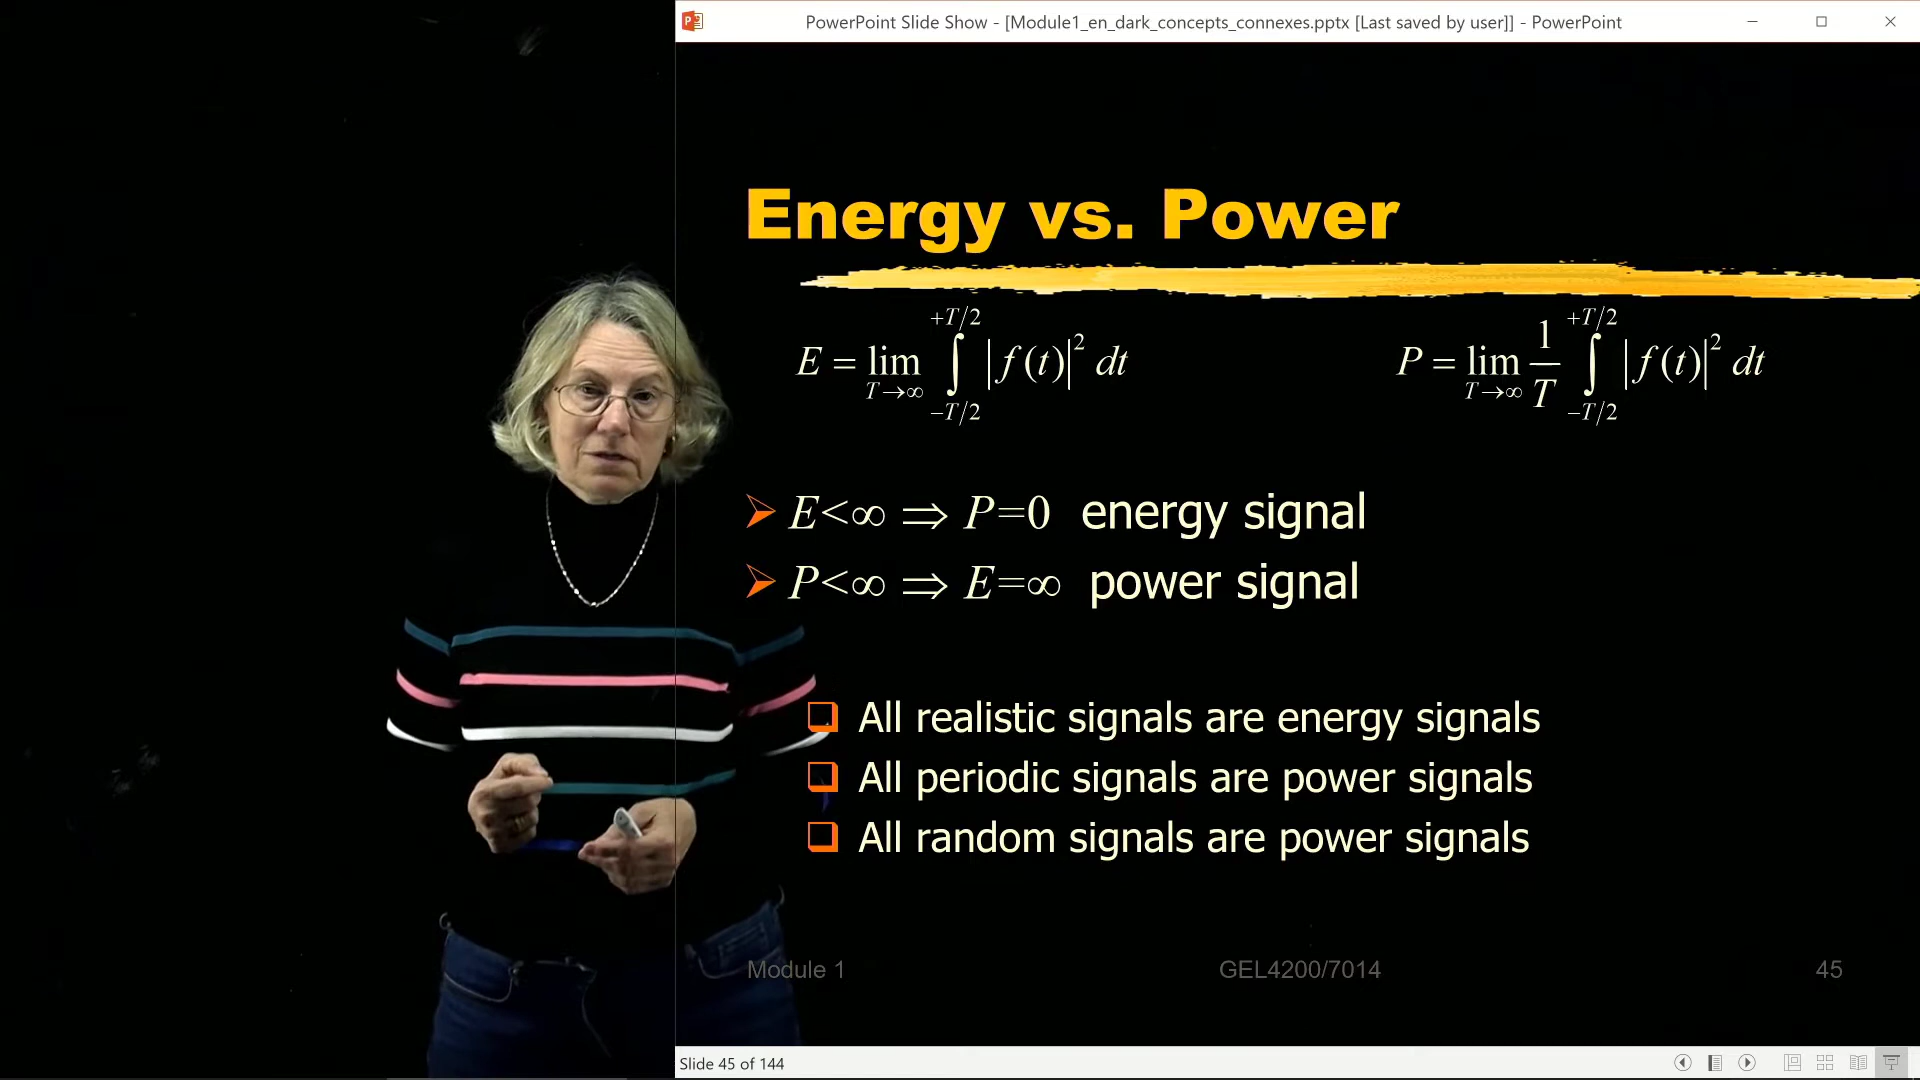 PowerPoint Slide Show - [Module1_en_dark_concepts_connexes.pptx [Last saved by user]] - PowerPoint
Energy vs. Power
E = lim_{T→∞} ∫_{-T/2}^{+T/2} |f(t)|² dt
P = lim_{T→∞} 1/T ∫_{-T/2}^{+T/2} |f(t)|² dt
E<∞ ⇒ P=0 energy signal
P<∞ ⇒ E=∞ power signal
All realistic signals are energy signals
All periodic signals are power signals
All random signals are power signals
Module 1 GEL4200/7014 45
Slide 45 of 144